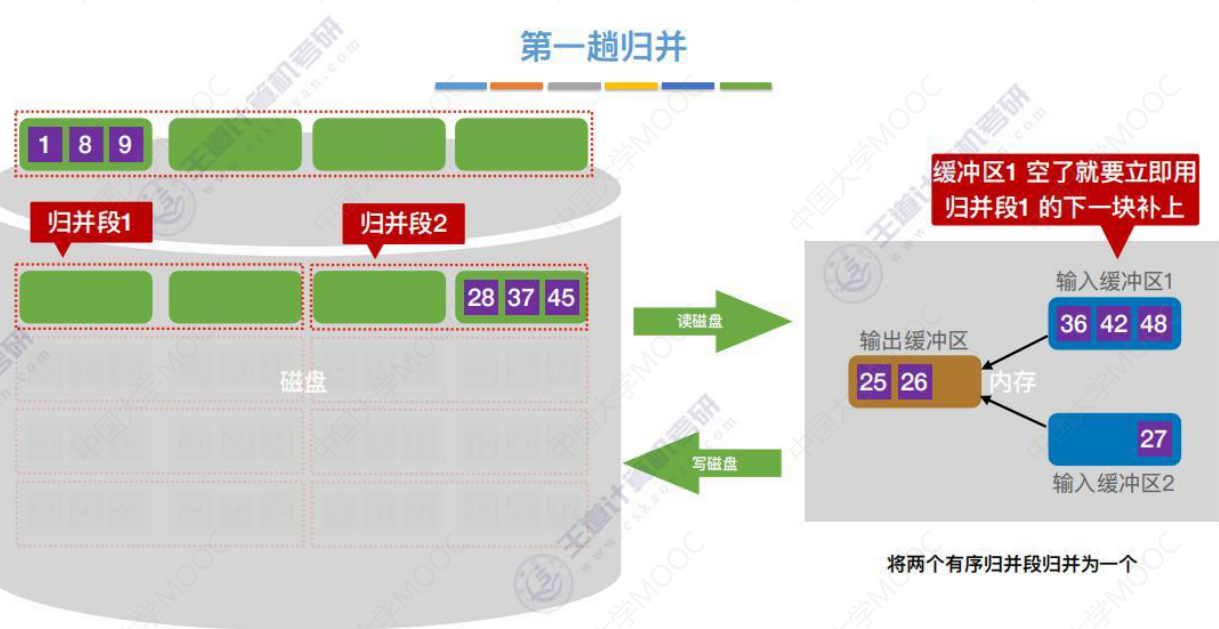 第一趟归并
1 8 9
归并段1
归并段2
28 37 45
磁盘
读磁盘
写磁盘
缓冲区1 空了就要立即用
归并段1 的下一块补上
输入缓冲区1
36 42 48
输出缓冲区
25 26
内存
27
输入缓冲区2
将两个有序归并段归并为一个
王道计算机考研
www.cskaoyan.com
中国大学MOOC